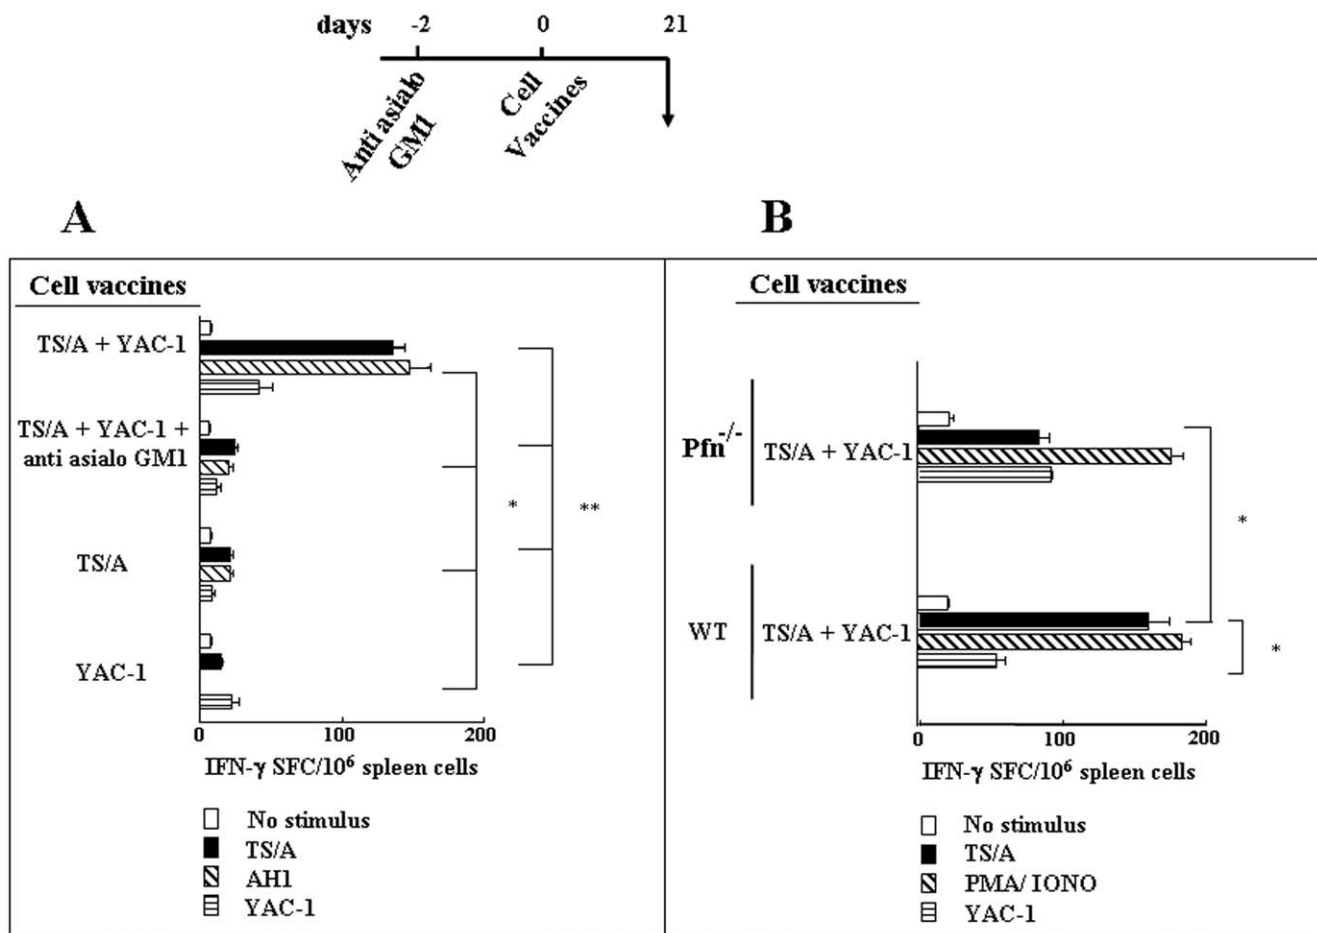 days -2 0 21
Anti asialo
GM1
Cell
Vaccines
A
B
Cell vaccines
TS/A + YAC-1
TS/A + YAC-1 +
anti asialo GM1
TS/A
YAC-1
* **
0 100 200
IFN-γ SFC/10⁶ spleen cells
No stimulus
TS/A
AH1
YAC-1
Cell vaccines
Pfn⁻/⁻ TS/A + YAC-1
*
WT TS/A + YAC-1
*
0 100 200
IFN-γ SFC/10⁶ spleen cells
No stimulus
TS/A
PMA/ IONO
YAC-1